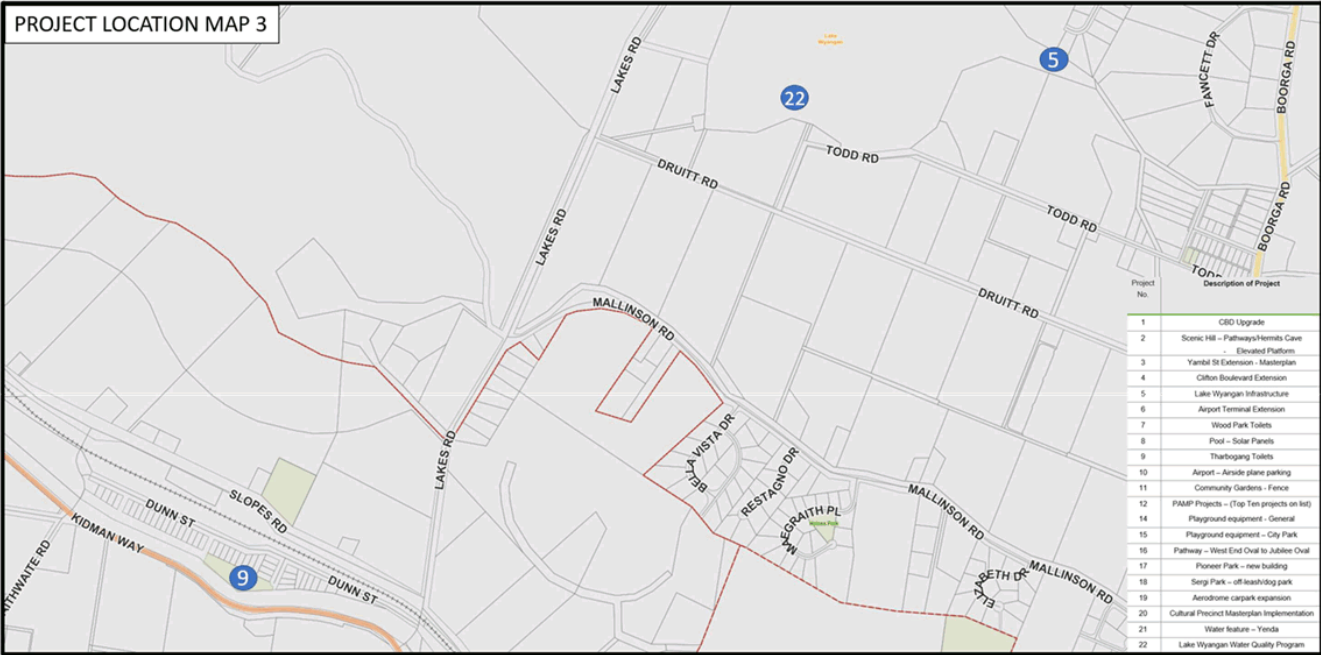 PROJECT LOCATION MAP 3
Lake
Wyangan
5
22
LAKES RD
FAWCETT DR
BOORGA RD
DRUITT RD
TODD RD
TODD RD
BOORGA RD
LAKES RD
DRUITT RD
MALLINSON RD
LAKES RD
BELLA VISTA DR
RESTAGNO DR
MALLINSON RD
MCEGRAITH PL
ELIZABETH DR
MALLINSON RD
SLOPES RD
DUNN ST
KIDMAN WAY
9
DUNN ST
Project
No.
Description of Project
1 CBD Upgrade
2 Scenic Hill – Pathways/Hermits Cave
- Elevated Platform
3 Yambil St Extension - Masterplan
4 Clifton Boulevard Extension
5 Lake Wyangan Infrastructure
6 Airport Terminal Extension
7 Wood Park Toilets
8 Pool – Solar Panels
9 Tharbogang Toilets
10 Airport – Airside plane parking
11 Community Gardens - Fence
12 PAMP Projects – (Top Ten projects on list)
14 Playground equipment - General
15 Playground equipment – City Park
16 Pathway – West End Oval to Jubilee Oval
17 Pioneer Park – new building
18 Sergi Park – off-leash/dog park
19 Aerodrome carpark expansion
20 Cultural Precinct Masterplan Implementation
21 Water feature – Yenda
22 Lake Wyangan Water Quality Program